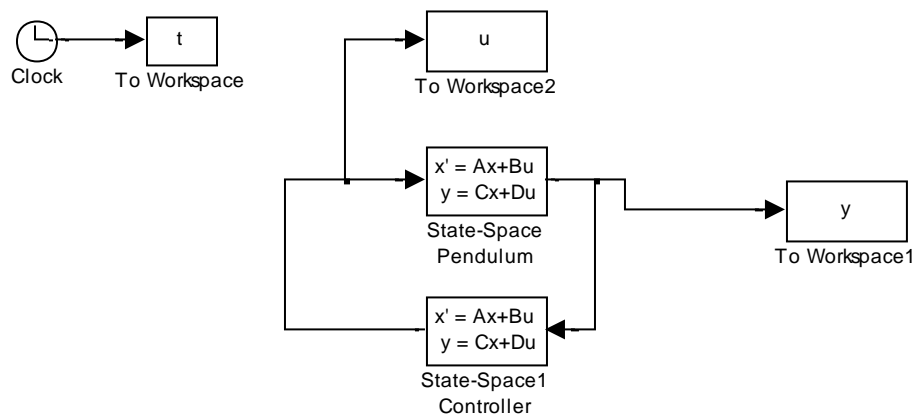 t
Clock
To Workspace
u
To Workspace2
x' = Ax+Bu
y = Cx+Du
State-Space
Pendulum
y
To Workspace1
x' = Ax+Bu
y = Cx+Du
State-Space1
Controller